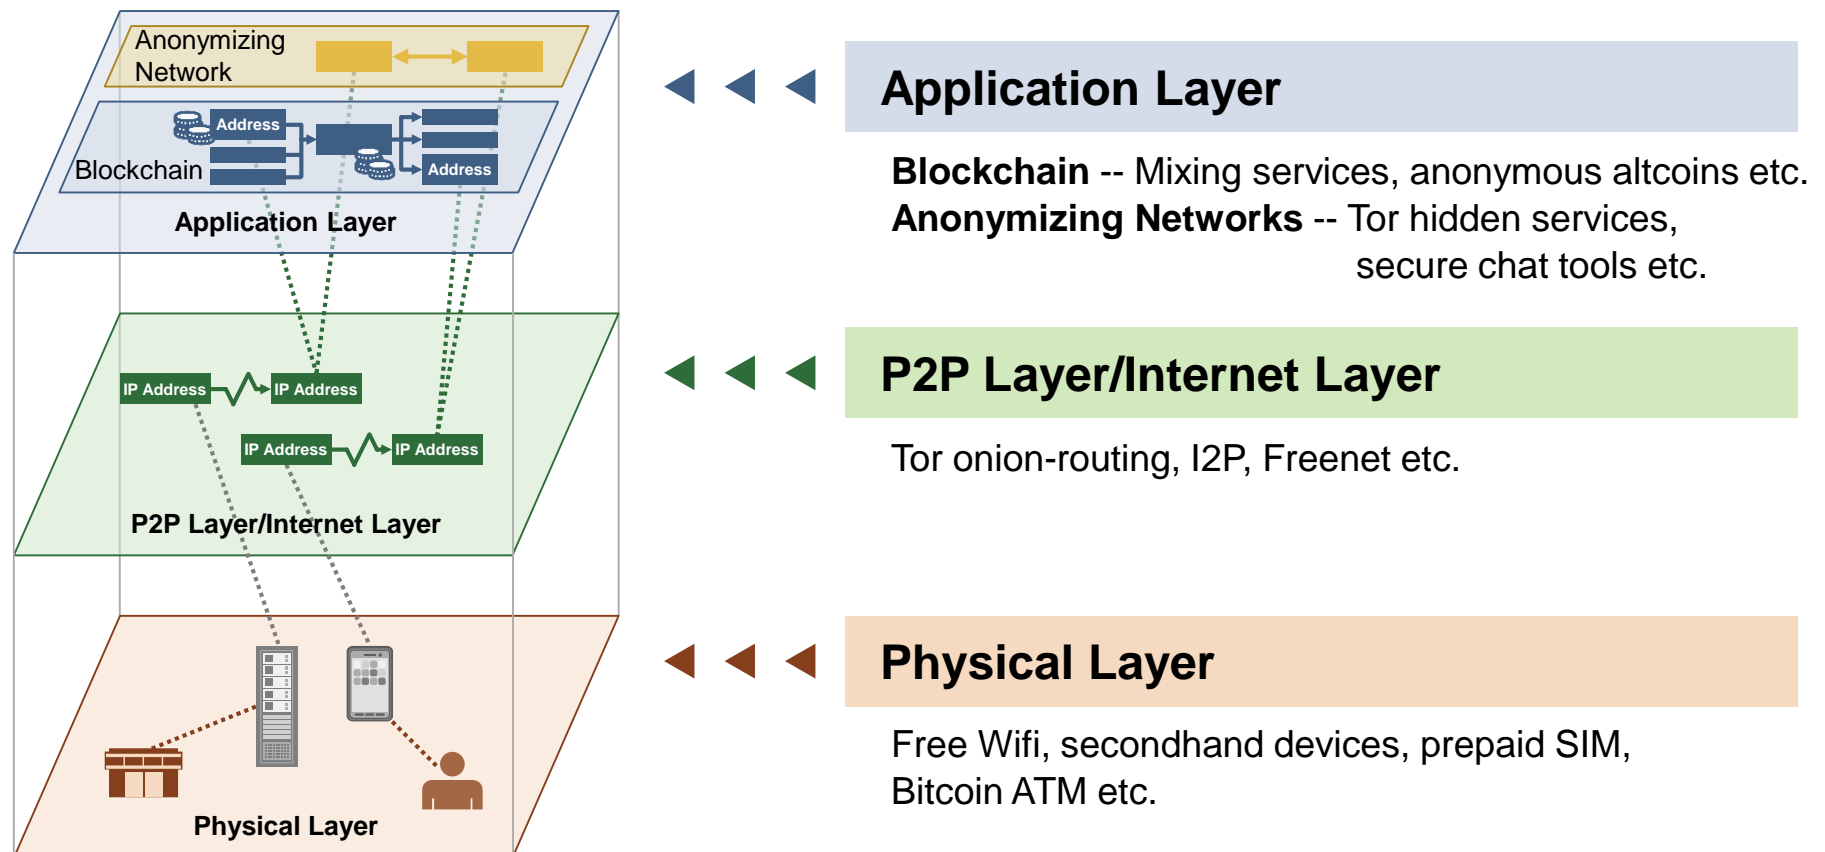 Anonymizing
Network
Address
Blockchain
Address
Application Layer
IP Address
IP Address
IP Address
IP Address
P2P Layer/Internet Layer
Physical Layer
Application Layer
Blockchain -- Mixing services, anonymous altcoins etc.
Anonymizing Networks -- Tor hidden services,
secure chat tools etc.
P2P Layer/Internet Layer
Tor onion-routing, I2P, Freenet etc.
Physical Layer
Free Wifi, secondhand devices, prepaid SIM,
Bitcoin ATM etc.